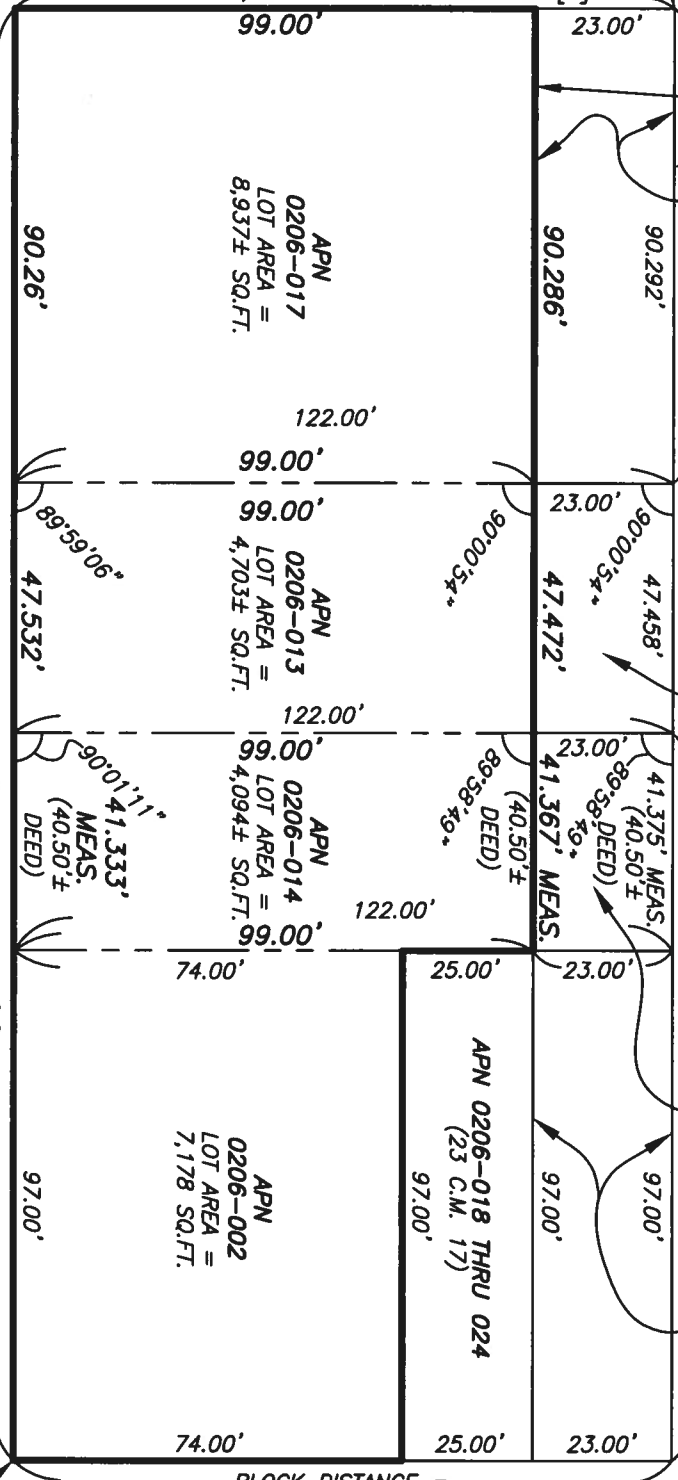 99.00'
23.00'
90.26'
APN
0206-017
LOT AREA =
8,937± SQ.FT.
90.286'
90.292'
122.00'
99.00'
99.00'
23.00'
89°59'06"
90°00'54"
90°00'54"
47.532'
APN
0206-013
LOT AREA =
4,703± SQ.FT.
47.472'
47.458'
122.00'
99.00'
23.00'
90°01'11"
89°58'49"
89°58'49"
41.333'
MEAS.
(40.50'±
DEED)
APN
0206-014
LOT AREA =
4,094± SQ.FT.
(40.50'±
DEED)
41.367' MEAS.
41.375' MEAS.
(40.50'±
DEED)
122.00'
99.00'
74.00'
25.00'
23.00'
97.00'
APN
0206-002
LOT AREA =
7,178 SQ.FT.
97.00'
APN 0206-018 THRU 024
(23 C.M. 17)
97.00'
97.00'
74.00'
25.00'
23.00'
BLOCK DISTANCE =